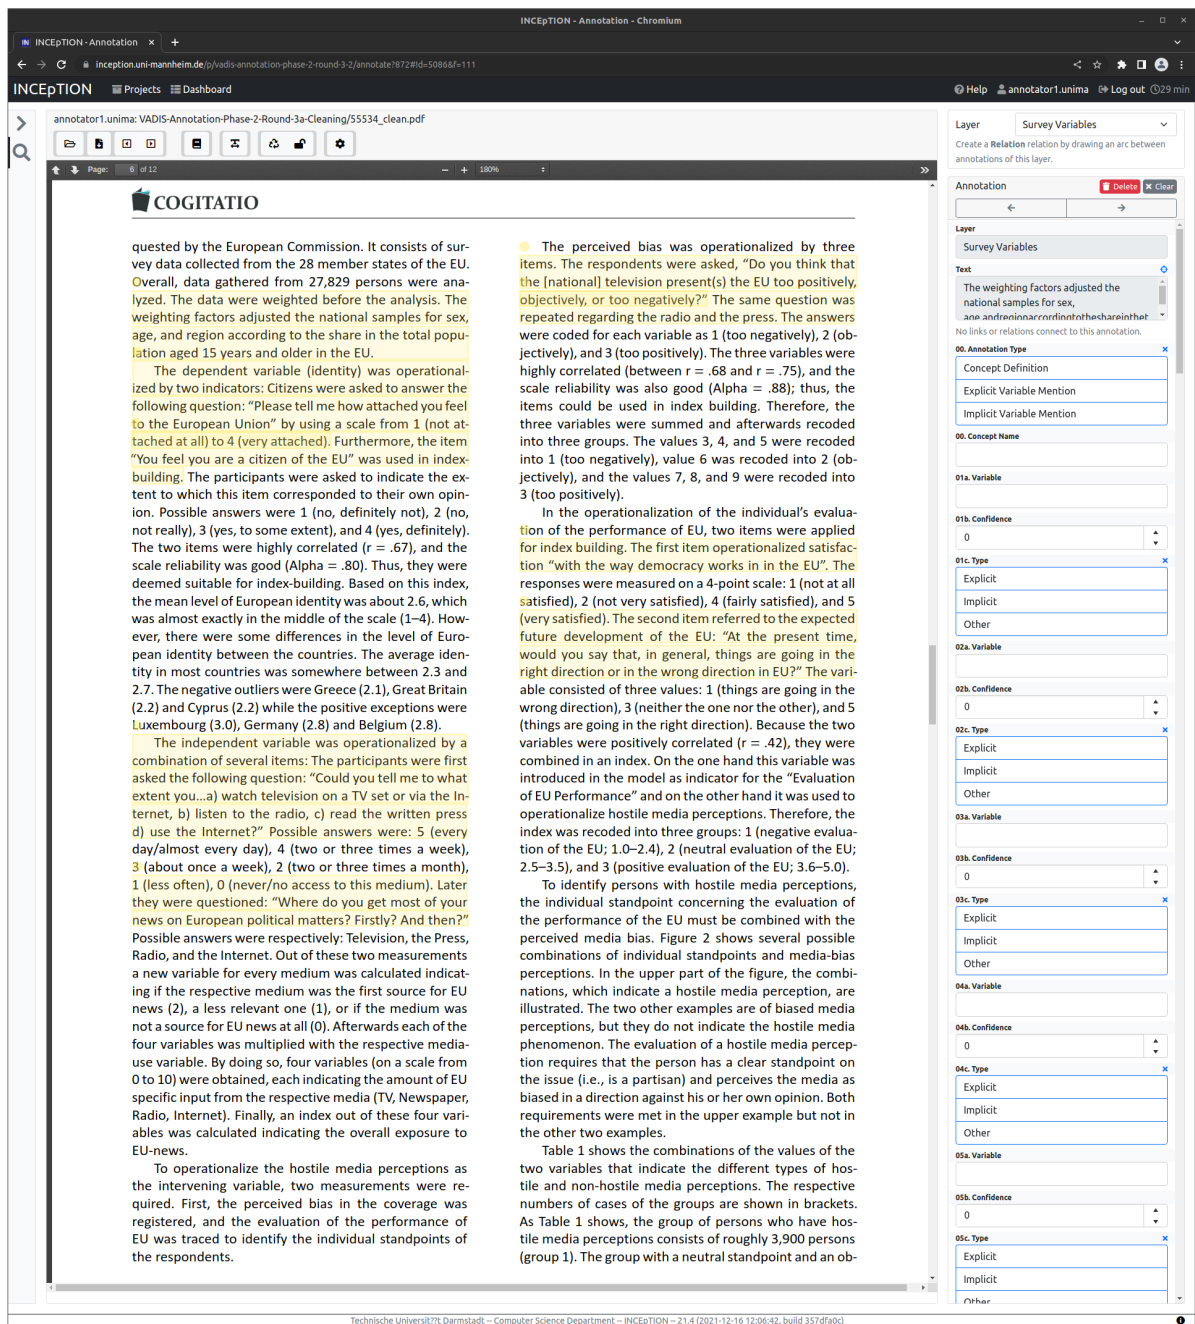 INCEpTION - Annotation - Chromium
IN INCEpTION - Annotation × +
inception.uni-mannheim.de/p/vadis-annotation-phase-2-round-3-2/annotate?872#!d=5086&f=111
INCEpTION Projects Dashboard Help annotator1.unima Log out 29 min
annotator1.unima: VADIS-Annotation-Phase-2-Round-3a-Cleaning/55534_clean.pdf
Page: 6 of 12 180%
COGITATIO
quested by the European Commission. It consists of sur-
vey data collected from the 28 member states of the EU.
Overall, data gathered from 27,829 persons were ana-
lyzed. The data were weighted before the analysis. The
weighting factors adjusted the national samples for sex,
age, and region according to the share in the total popu-
lation aged 15 years and older in the EU.
The dependent variable (identity) was operational-
ized by two indicators: Citizens were asked to answer the
following question: “Please tell me how attached you feel
to the European Union” by using a scale from 1 (not at-
tached at all) to 4 (very attached). Furthermore, the item
“You feel you are a citizen of the EU” was used in index-
building. The participants were asked to indicate the ex-
tent to which this item corresponded to their own opin-
ion. Possible answers were 1 (no, definitely not), 2 (no,
not really), 3 (yes, to some extent), and 4 (yes, definitely).
The two items were highly correlated (r = .67), and the
scale reliability was good (Alpha = .80). Thus, they were
deemed suitable for index-building. Based on this index,
the mean level of European identity was about 2.6, which
was almost exactly in the middle of the scale (1–4). How-
ever, there were some differences in the level of Euro-
pean identity between the countries. The average iden-
tity in most countries was somewhere between 2.3 and
2.7. The negative outliers were Greece (2.1), Great Britain
(2.2) and Cyprus (2.2) while the positive exceptions were
Luxembourg (3.0), Germany (2.8) and Belgium (2.8).
The independent variable was operationalized by a
combination of several items: The participants were first
asked the following question: “Could you tell me to what
extent you…a) watch television on a TV set or via the In-
ternet, b) listen to the radio, c) read the written press
d) use the Internet?” Possible answers were: 5 (every
day/almost every day), 4 (two or three times a week),
3 (about once a week), 2 (two or three times a month),
1 (less often), 0 (never/no access to this medium). Later
they were questioned: “Where do you get most of your
news on European political matters? Firstly? And then?”
Possible answers were respectively: Television, the Press,
Radio, and the Internet. Out of these two measurements
a new variable for every medium was calculated indicat-
ing if the respective medium was the first source for EU
news (2), a less relevant one (1), or if the medium was
not a source for EU news at all (0). Afterwards each of the
four variables was multiplied with the respective media-
use variable. By doing so, four variables (on a scale from
0 to 10) were obtained, each indicating the amount of EU
specific input from the respective media (TV, Newspaper,
Radio, Internet). Finally, an index out of these four vari-
ables was calculated indicating the overall exposure to
EU-news.
To operationalize the hostile media perceptions as
the intervening variable, two measurements were re-
quired. First, the perceived bias in the coverage was
registered, and the evaluation of the performance of
EU was traced to identify the individual standpoints of
the respondents.
The perceived bias was operationalized by three
items. The respondents were asked, “Do you think that
the [national] television present(s) the EU too positively,
objectively, or too negatively?” The same question was
repeated regarding the radio and the press. The answers
were coded for each variable as 1 (too negatively), 2 (ob-
jectively), and 3 (too positively). The three variables were
highly correlated (between r = .68 and r = .75), and the
scale reliability was also good (Alpha = .88); thus, the
items could be used in index building. Therefore, the
three variables were summed and afterwards recoded
into three groups. The values 3, 4, and 5 were recoded
into 1 (too negatively), value 6 was recoded into 2 (ob-
jectively), and the values 7, 8, and 9 were recoded into
3 (too positively).
In the operationalization of the individual’s evalua-
tion of the performance of EU, two items were applied
for index building. The first item operationalized satisfac-
tion “with the way democracy works in in the EU”. The
responses were measured on a 4-point scale: 1 (not at all
satisfied), 2 (not very satisfied), 4 (fairly satisfied), and 5
(very satisfied). The second item referred to the expected
future development of the EU: “At the present time,
would you say that, in general, things are going in the
right direction or in the wrong direction in EU?” The vari-
able consisted of three values: 1 (things are going in the
wrong direction), 3 (neither the one nor the other), and 5
(things are going in the right direction). Because the two
variables were positively correlated (r = .42), they were
combined in an index. On the one hand this variable was
introduced in the model as indicator for the “Evaluation
of EU Performance” and on the other hand it was used to
operationalize hostile media perceptions. Therefore, the
index was recoded into three groups: 1 (negative evalua-
tion of the EU; 1.0–2.4), 2 (neutral evaluation of the EU;
2.5–3.5), and 3 (positive evaluation of the EU; 3.6–5.0).
To identify persons with hostile media perceptions,
the individual standpoint concerning the evaluation of
the performance of the EU must be combined with the
perceived media bias. Figure 2 shows several possible
combinations of individual standpoints and media-bias
perceptions. In the upper part of the figure, the combi-
nations, which indicate a hostile media perception, are
illustrated. The two other examples are of biased media
perceptions, but they do not indicate the hostile media
phenomenon. The evaluation of a hostile media percep-
tion requires that the person has a clear standpoint on
the issue (i.e., is a partisan) and perceives the media as
biased in a direction against his or her own opinion. Both
requirements were met in the upper example but not in
the other two examples.
Table 1 shows the combinations of the values of the
two variables that indicate the different types of hos-
tile and non-hostile media perceptions. The respective
numbers of cases of the groups are shown in brackets.
As Table 1 shows, the group of persons who have hos-
tile media perceptions consists of roughly 3,900 persons
(group 1). The group with a neutral standpoint and an ob-
Layer Survey Variables
Create a Relation relation by drawing an arc between
annotations of this layer.
Annotation Delete Clear
Layer
Survey Variables
Text
The weighting factors adjusted the
national samples for sex,
age andregionaccordingtotheshareinthet
No links or relations connect to this annotation.
00. Annotation Type
Concept Definition
Explicit Variable Mention
Implicit Variable Mention
00. Concept Name
01a. Variable
01b. Confidence
0
01c. Type
Explicit
Implicit
Other
02a. Variable
02b. Confidence
0
02c. Type
Explicit
Implicit
Other
03a. Variable
03b. Confidence
0
03c. Type
Explicit
Implicit
Other
04a. Variable
04b. Confidence
0
04c. Type
Explicit
Implicit
Other
05a. Variable
05b. Confidence
0
05c. Type
Explicit
Implicit
Other
Technische Universit??t Darmstadt -- Computer Science Department -- INCEpTION -- 21.4 (2021-12-16 12:06:42, build 357dfa0c)